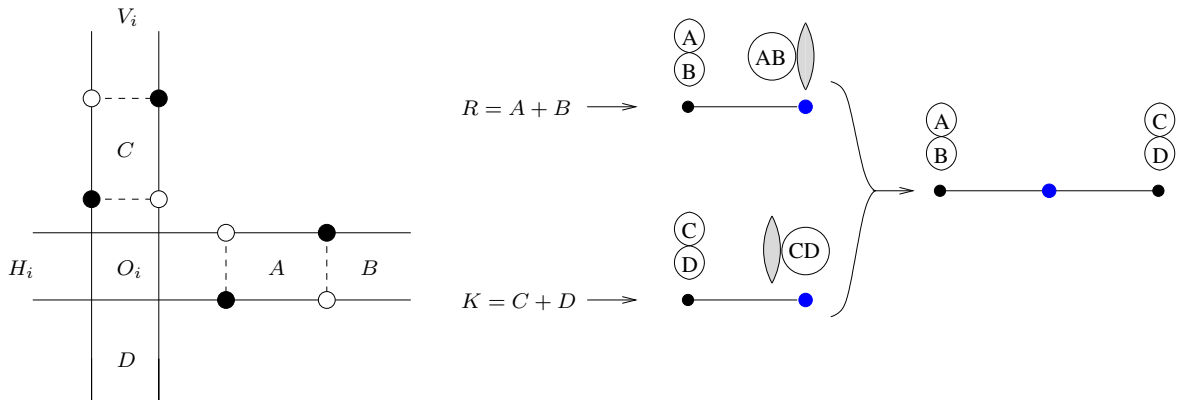 V_i
C
H_i O_i A B
D
R = A + B
A
B
AB
K = C + D
C
D
CD
A
B
C
D